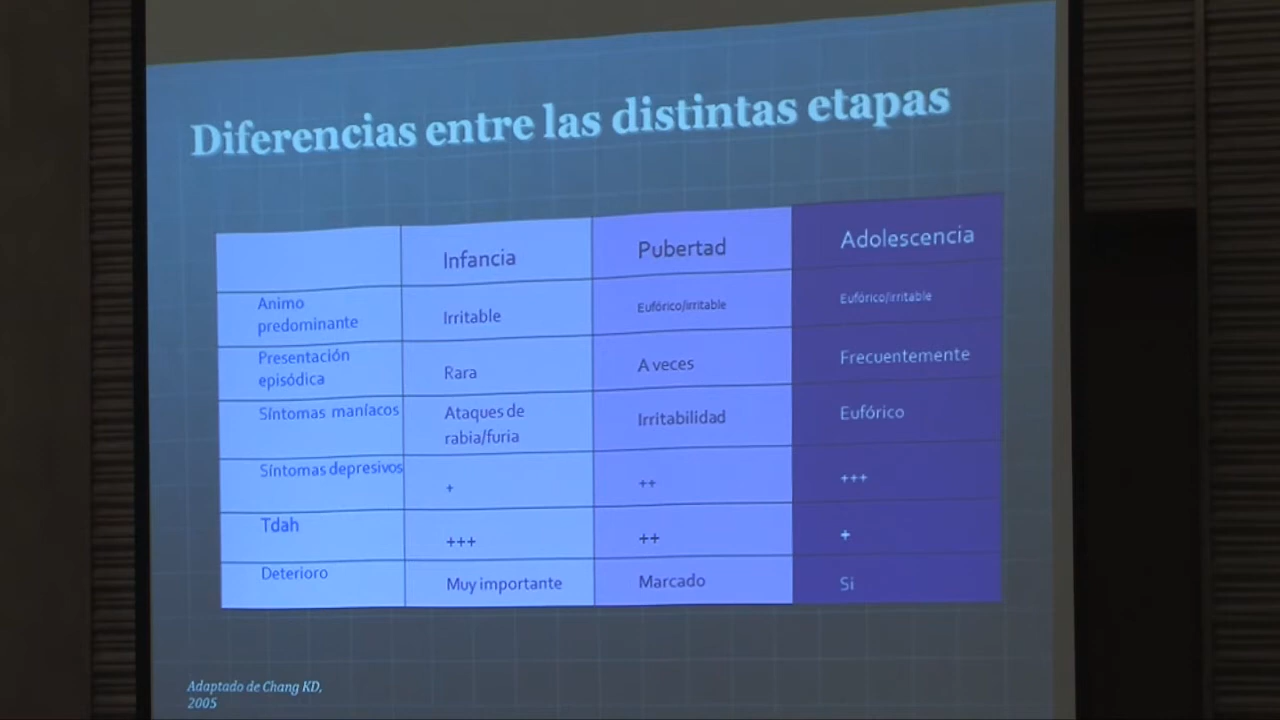 Diferencias entre las distintas etapas
Infancia
Pubertad
Adolescencia
Animo
predominante
Irritable
Eufórico/irritable
Eufórico/irritable
Presentación
episódica
Rara
A veces
Frecuentemente
Síntomas maníacos
Ataques de
rabia/furia
Irritabilidad
Eufórico
Síntomas depresivos
+
++
+++
Tdah
+++
++
+
Deterioro
Muy importante
Marcado
Si
Adaptado de Chang KD,
2005